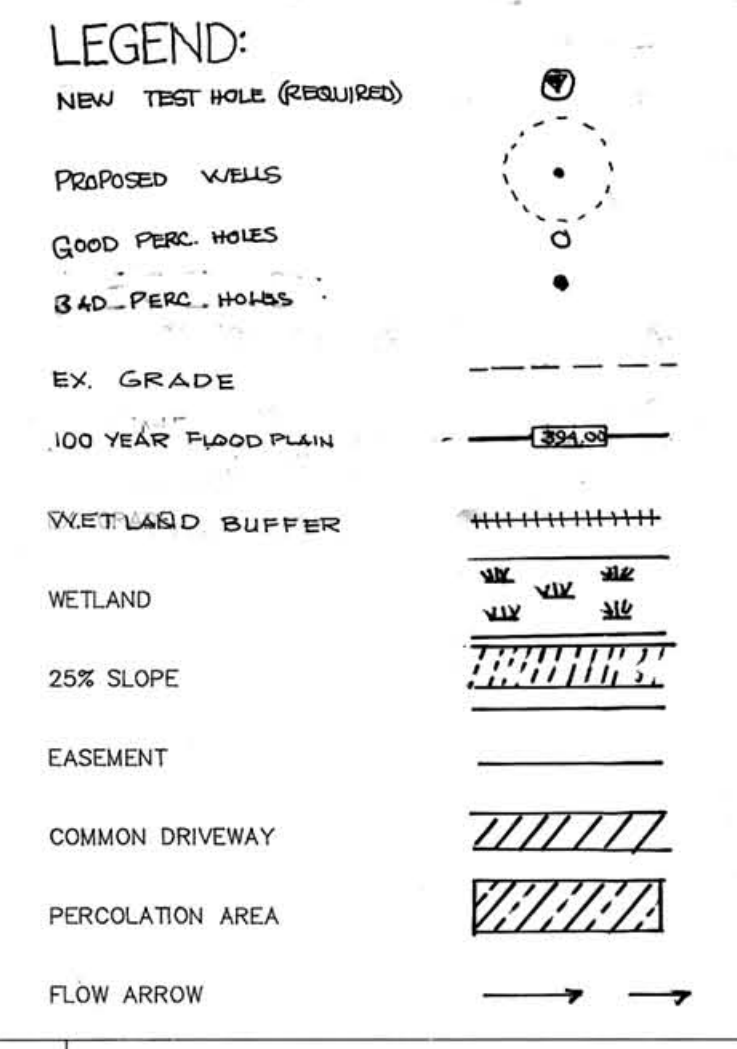 LEGEND:
NEW TEST HOLE (REQUIRED)
PROPOSED WELLS
GOOD PERC. HOLES
BAD PERC. HOLES
EX. GRADE
100 YEAR FLOOD PLAIN 394.00
WETLAND BUFFER
WETLAND
25% SLOPE
EASEMENT
COMMON DRIVEWAY
PERCOLATION AREA
FLOW ARROW